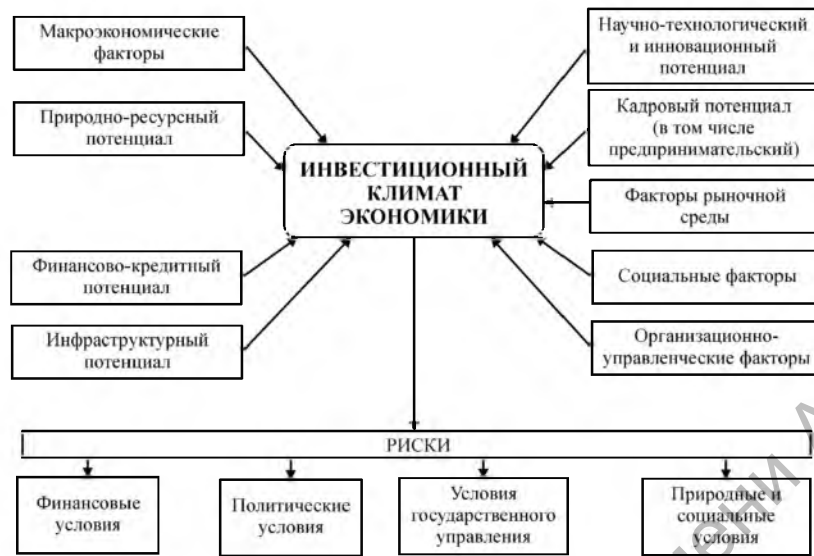 Макроэкономические
факторы
Природно-ресурсный
потенциал
Финансово-кредитный
потенциал
Инфраструктурный
потенциал
ИНВЕСТИЦИОННЫЙ
КЛИМАТ
ЭКОНОМИКИ
Научно-технологический
и инновационный
потенциал
Кадровый потенциал
(в том числе
предпринимательский)
Факторы рыночной
среды
Социальные факторы
Организационно-
управленческие факторы
РИСКИ
Финансовые
условия
Политические
условия
Условия
государственного
управления
Природные и
социальные
условия